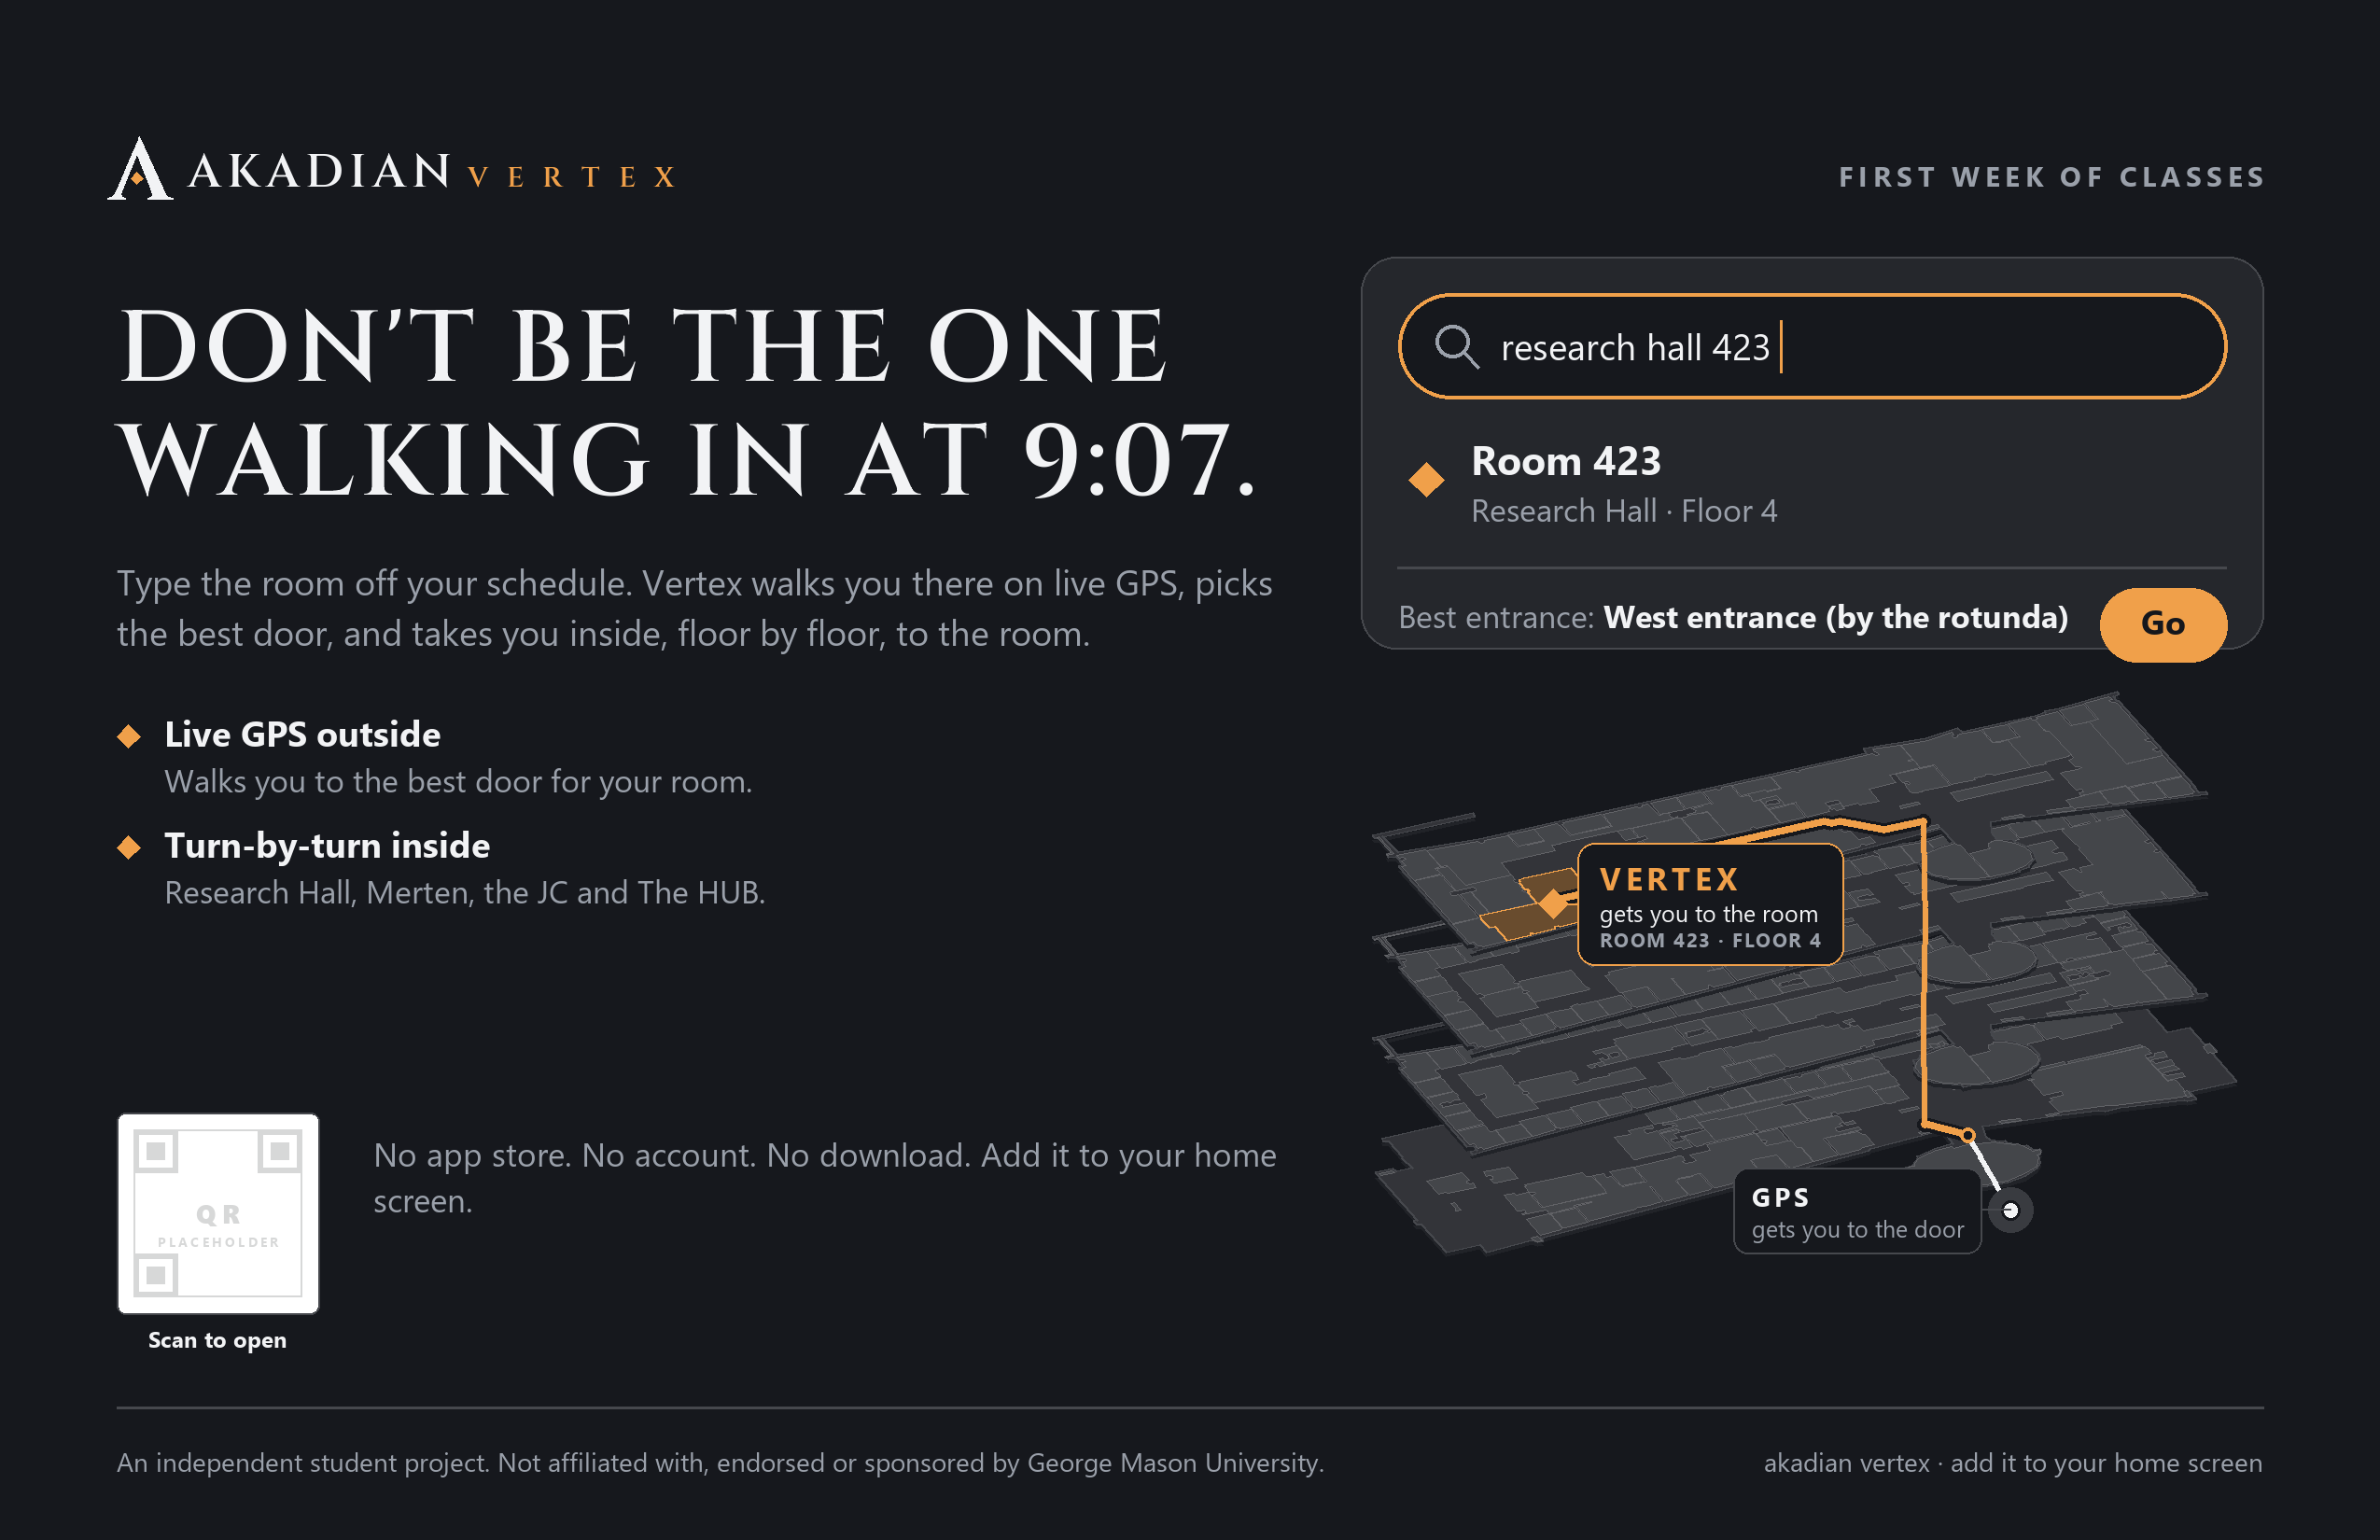 AKADIAN VERTEX
FIRST WEEK OF CLASSES
DON'T BE THE ONE
WALKING IN AT 9:07.
Type the room off your schedule. Vertex walks you there on live GPS, picks
the best door, and takes you inside, floor by floor, to the room.
Live GPS outside
Walks you to the best door for your room.
Turn-by-turn inside
Research Hall, Merten, the JC and The HUB.
QR
PLACEHOLDER
Scan to open
No app store. No account. No download. Add it to your home
screen.
research hall 423
Room 423
Research Hall · Floor 4
Best entrance: West entrance (by the rotunda)
Go
VERTEX
gets you to the room
ROOM 423 · FLOOR 4
GPS
gets you to the door
An independent student project. Not affiliated with, endorsed or sponsored by George Mason University.
akadian vertex · add it to your home screen